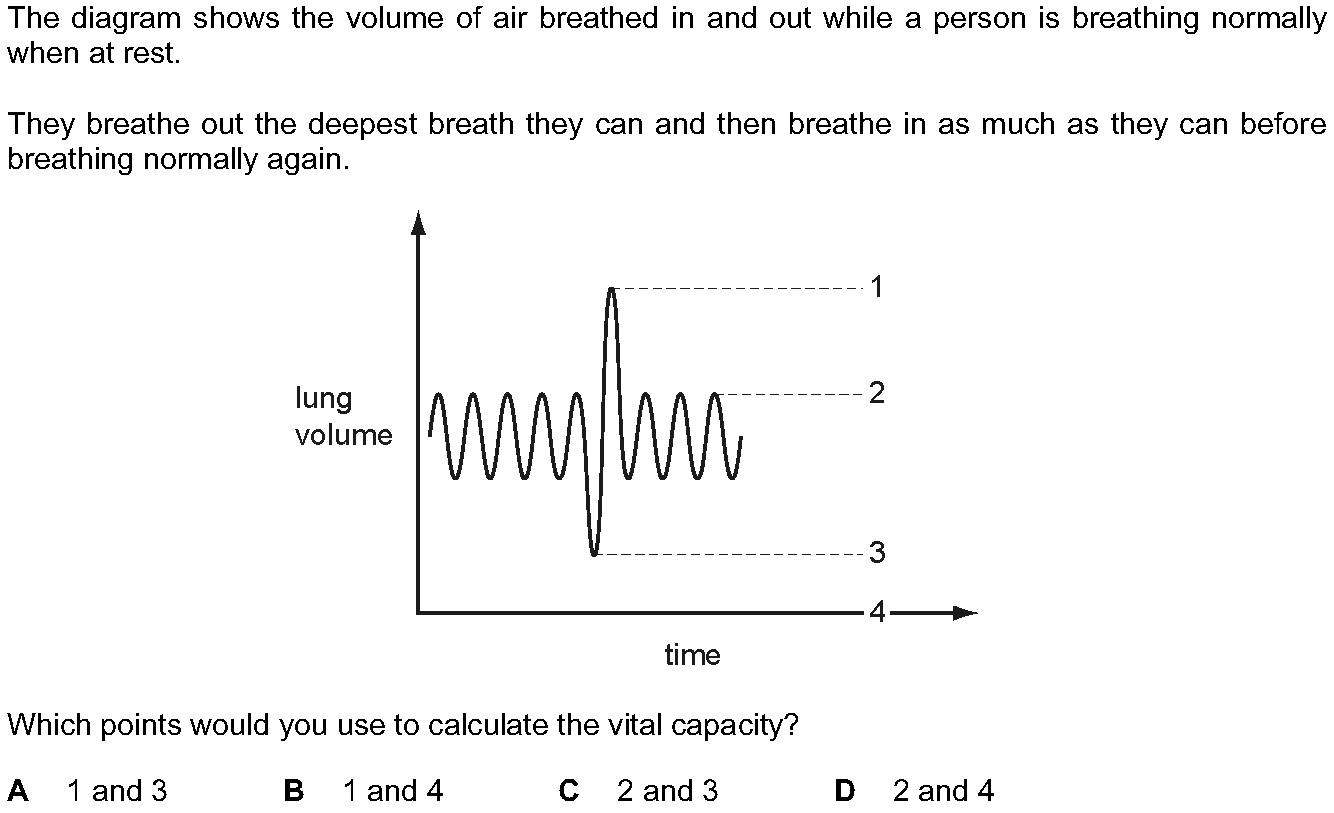 The diagram shows the volume of air breathed in and out while a person is breathing normally
when at rest.
They breathe out the deepest breath they can and then breathe in as much as they can before
breathing normally again.
1
2
lung
volume
3
4
time
Which points would you use to calculate the vital capacity?
A 1 and 3 B 1 and 4 C 2 and 3 D 2 and 4